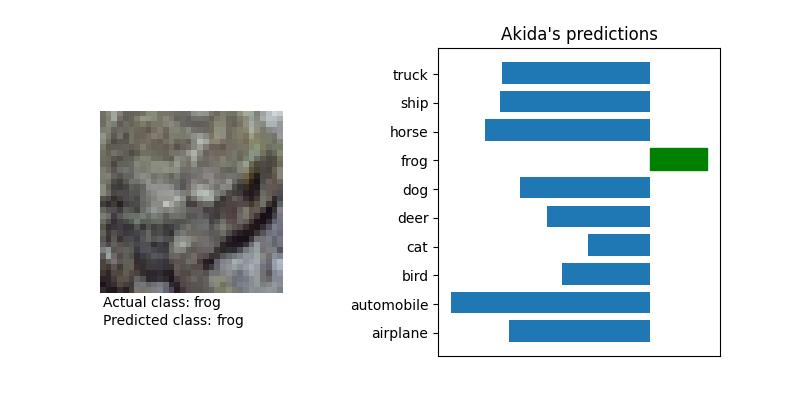 Akida's predictions
truck
ship
horse
frog
dog
deer
cat
bird
automobile
airplane
Actual class: frog
Predicted class: frog